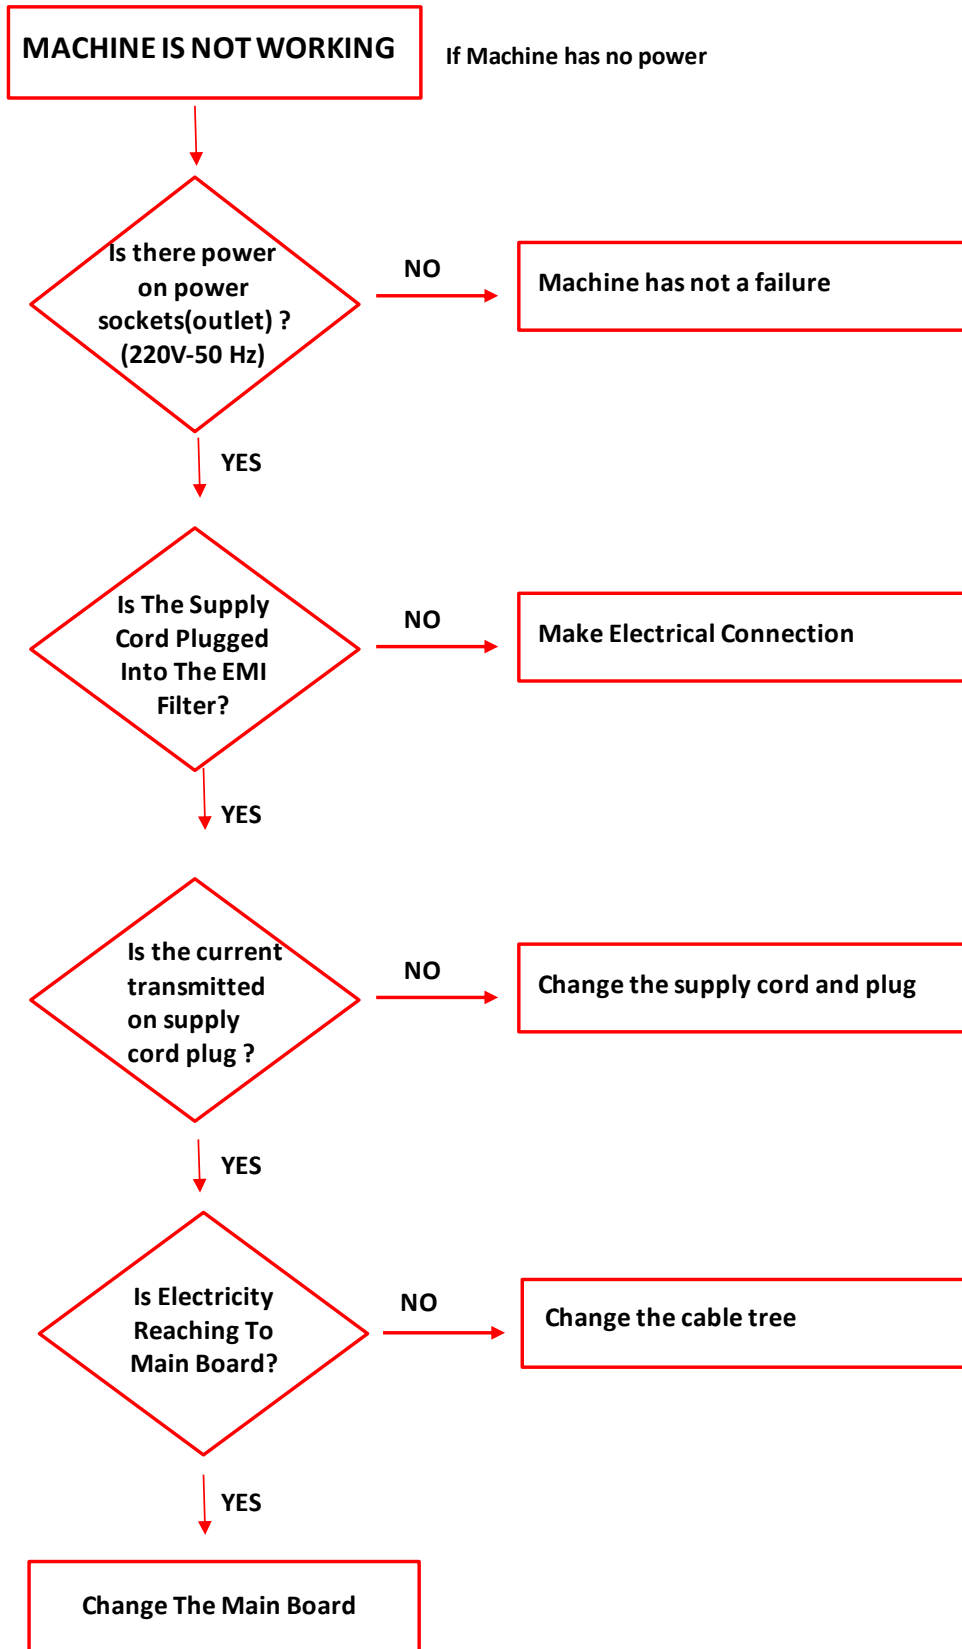 MACHINE IS NOT WORKING
If Machine has no power
Is there power
on power
sockets(outlet) ?
(220V-50 Hz)
NO
Machine has not a failure
YES
Is The Supply
Cord Plugged
Into The EMI
Filter?
NO
Make Electrical Connection
YES
Is the current
transmitted
on supply
cord plug ?
NO
Change the supply cord and plug
YES
Is Electricity
Reaching To
Main Board?
NO
Change the cable tree
YES
Change The Main Board